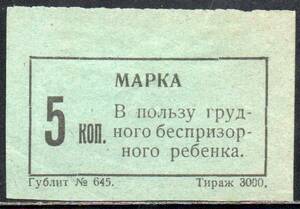 МАРКА
5 коп.
В пользу груд-
ного беспризор-
ного ребенка.
Гублит № 645. Тираж 3000.